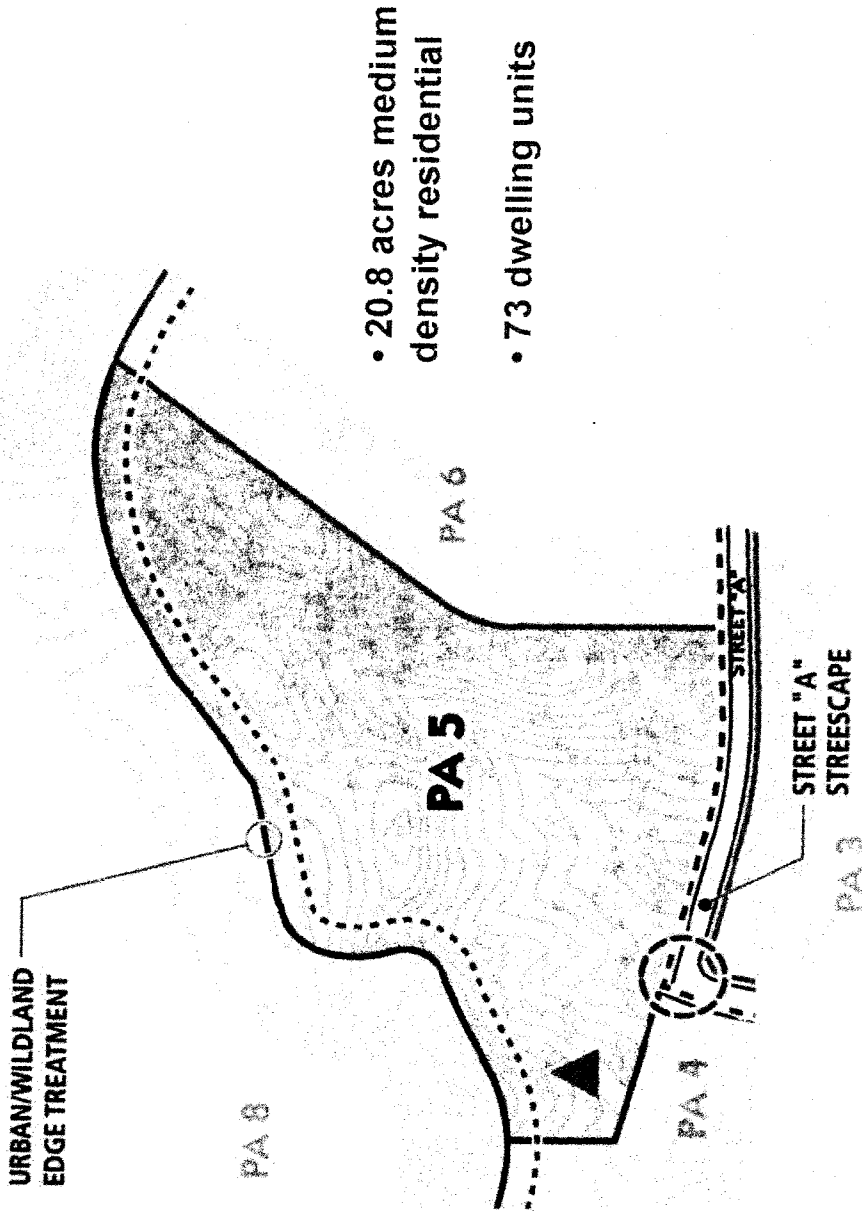 URBAN/WILDLAND
EDGE TREATMENT
PA 8
PA 5
PA 6
PA 4
STREET "A"
STREET "A"
STREESCAPE
PA 3
• 20.8 acres medium
density residential
• 73 dwelling units